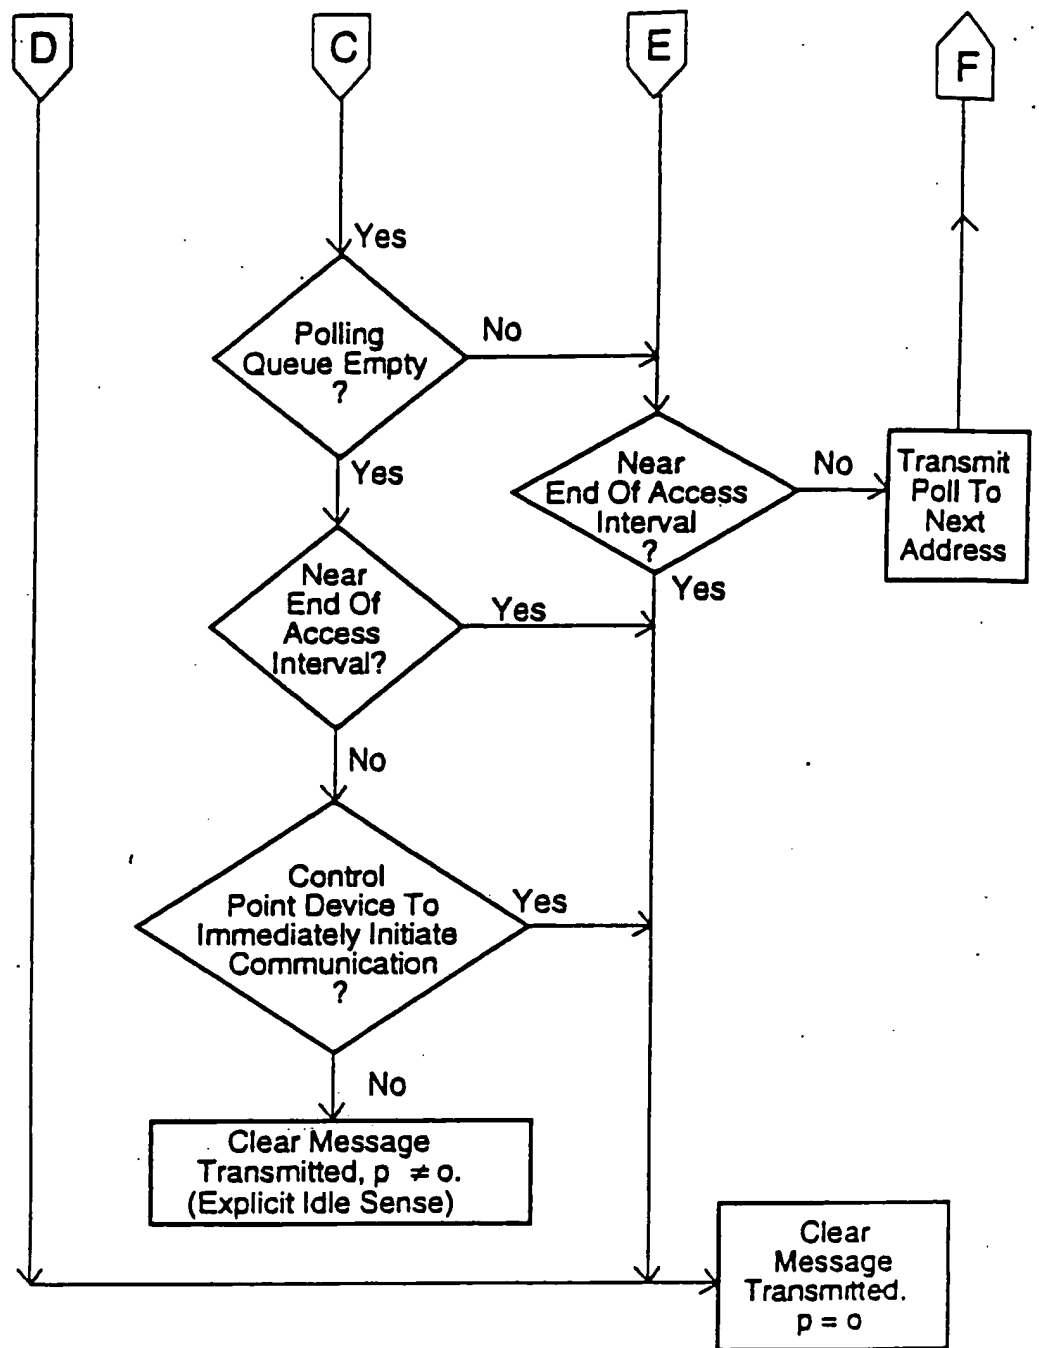 D
C
E
F
Yes
Polling
Queue Empty
?
No
Yes
Near
End Of Access
Interval
?
No
Transmit
Poll To
Next
Address
Yes
Near
End Of
Access
Interval?
Yes
No
Control
Point Device To
Immediately Initiate
Communication
?
Yes
No
Clear Message
Transmitted, p ≠ o.
(Explicit Idle Sense)
Clear
Message
Transmitted.
p = o